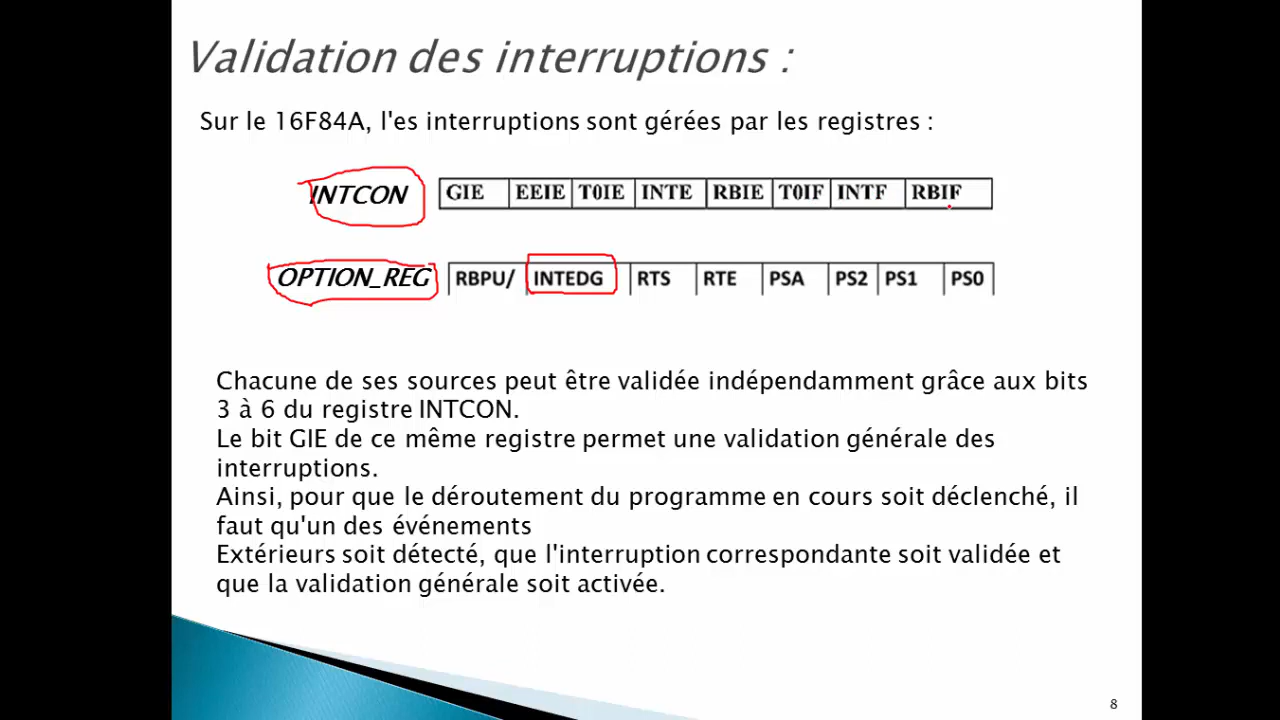 Validation des interruptions :
Sur le 16F84A, l'es interruptions sont gérées par les registres :
INTCON GIE EEIE T0IE INTE RBIE T0IF INTF RBIF
OPTION_REG RBPU/ INTEDG RTS RTE PSA PS2 PS1 PS0
Chacune de ses sources peut être validée indépendamment grâce aux bits
3 à 6 du registre INTCON.
Le bit GIE de ce même registre permet une validation générale des
interruptions.
Ainsi, pour que le déroutement du programme en cours soit déclenché, il
faut qu'un des événements
Extérieurs soit détecté, que l'interruption correspondante soit validée et
que la validation générale soit activée.
8